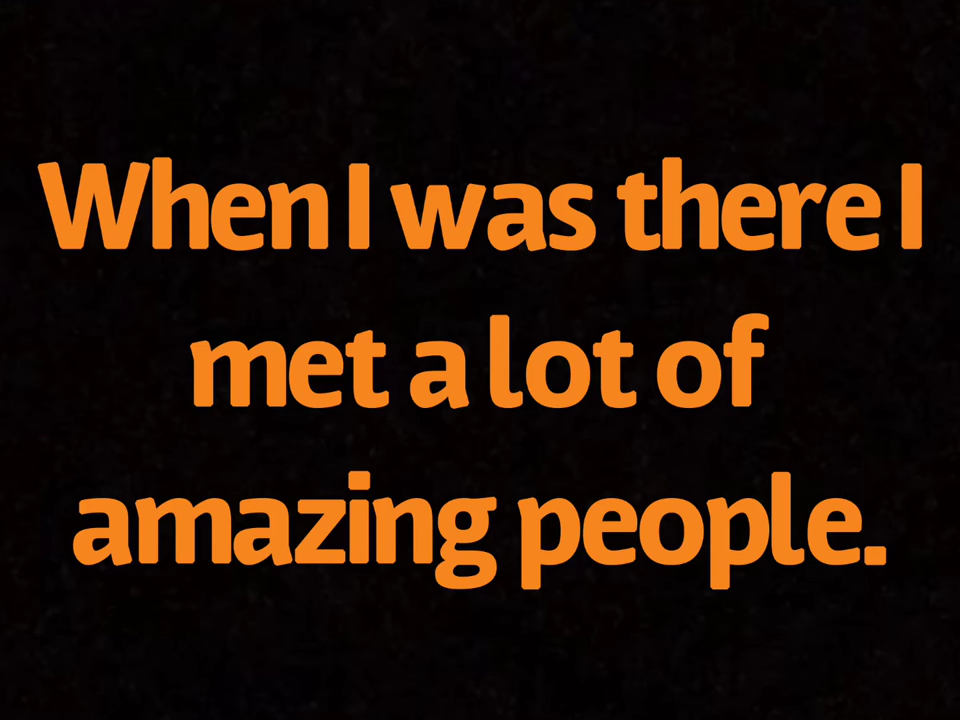 When I was there I
met a lot of
amazing people.